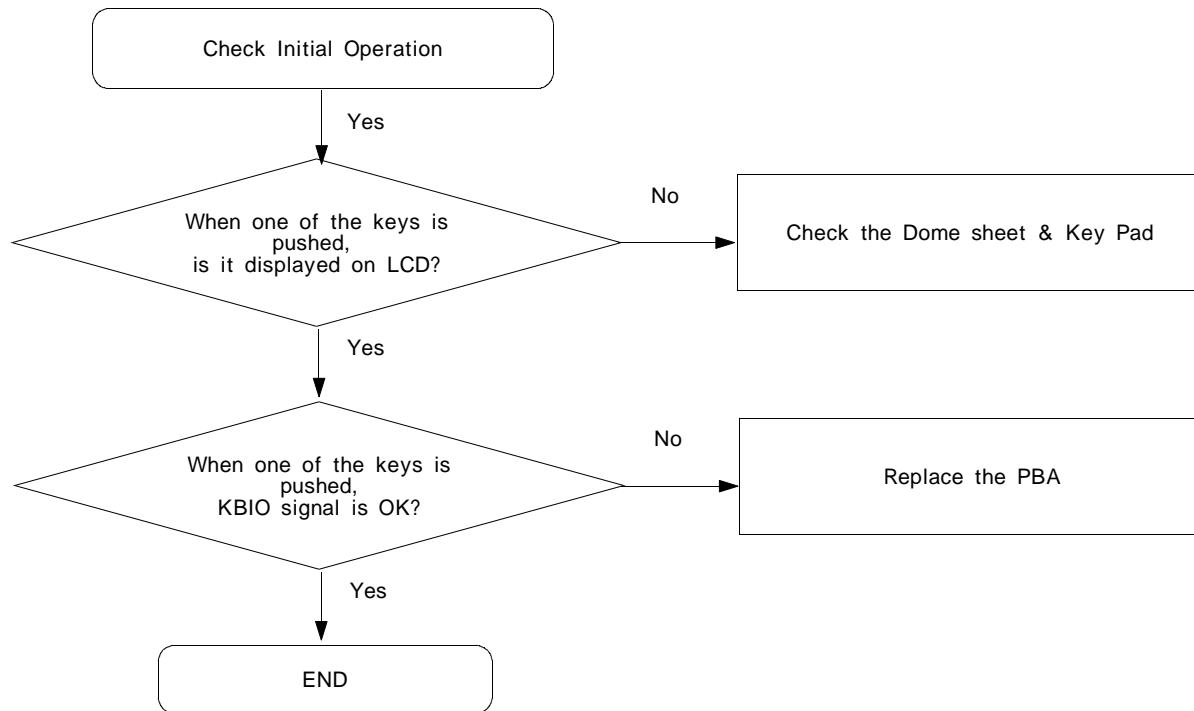 Check Initial Operation
Yes
When one of the keys is
pushed,
is it displayed on LCD?
No
Check the Dome sheet & Key Pad
Yes
When one of the keys is
pushed,
KBIO signal is OK?
No
Replace the PBA
Yes
END